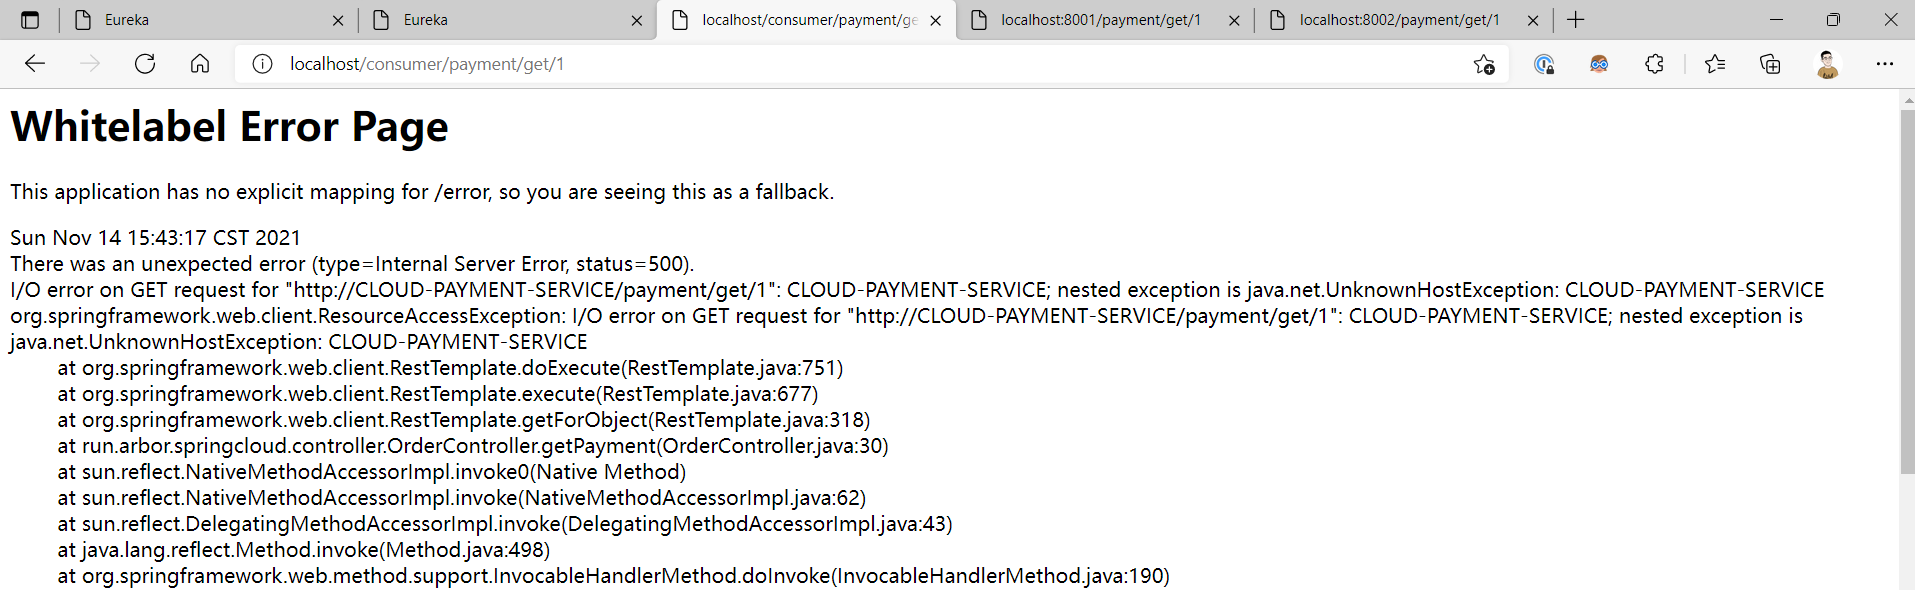 Eureka
Eureka
localhost/consumer/payment/ge
localhost:8001/payment/get/1
localhost:8002/payment/get/1
localhost/consumer/payment/get/1
Whitelabel Error Page
This application has no explicit mapping for /error, so you are seeing this as a fallback.
Sun Nov 14 15:43:17 CST 2021
There was an unexpected error (type=Internal Server Error, status=500).
I/O error on GET request for "http://CLOUD-PAYMENT-SERVICE/payment/get/1": CLOUD-PAYMENT-SERVICE; nested exception is java.net.UnknownHostException: CLOUD-PAYMENT-SERVICE
org.springframework.web.client.ResourceAccessException: I/O error on GET request for "http://CLOUD-PAYMENT-SERVICE/payment/get/1": CLOUD-PAYMENT-SERVICE; nested exception is
java.net.UnknownHostException: CLOUD-PAYMENT-SERVICE
at org.springframework.web.client.RestTemplate.doExecute(RestTemplate.java:751)
at org.springframework.web.client.RestTemplate.execute(RestTemplate.java:677)
at org.springframework.web.client.RestTemplate.getForObject(RestTemplate.java:318)
at run.arbor.springcloud.controller.OrderController.getPayment(OrderController.java:30)
at sun.reflect.NativeMethodAccessorImpl.invoke0(Native Method)
at sun.reflect.NativeMethodAccessorImpl.invoke(NativeMethodAccessorImpl.java:62)
at sun.reflect.DelegatingMethodAccessorImpl.invoke(DelegatingMethodAccessorImpl.java:43)
at java.lang.reflect.Method.invoke(Method.java:498)
at org.springframework.web.method.support.InvocableHandlerMethod.doInvoke(InvocableHandlerMethod.java:190)